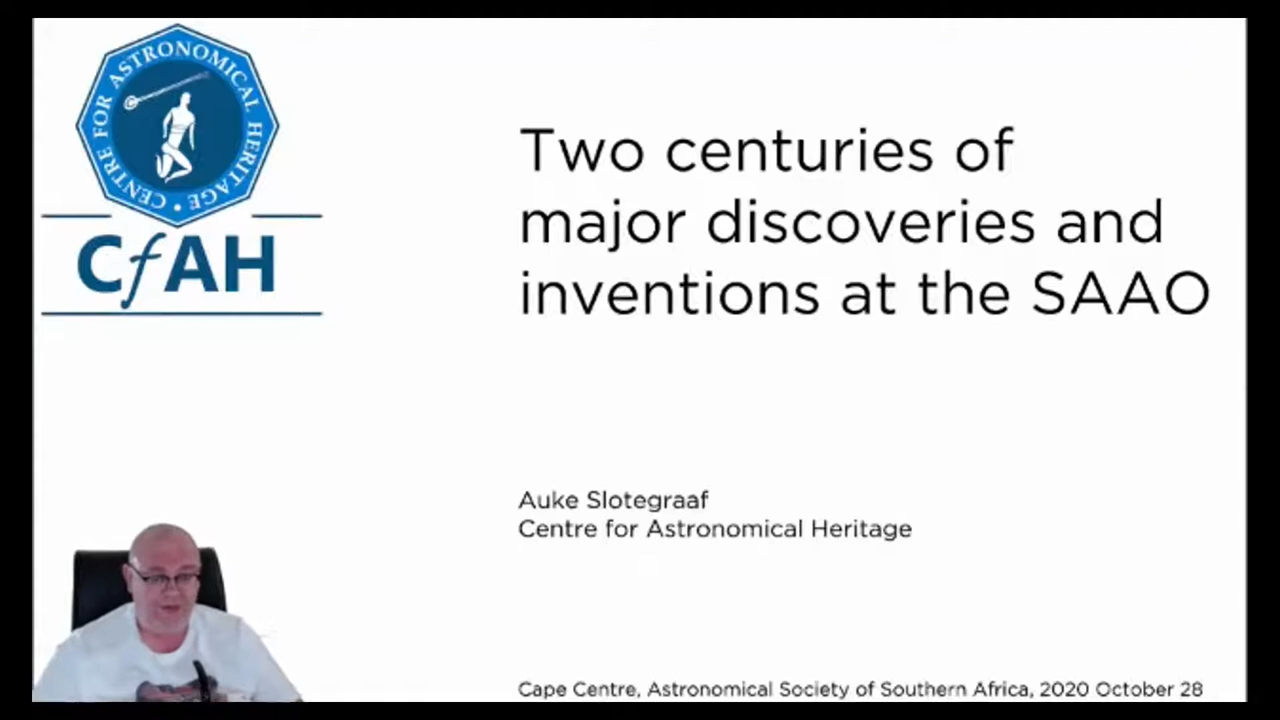 CENTRE FOR ASTRONOMICAL HERITAGE •
CfAH
Two centuries of
major discoveries and
inventions at the SAAO
Auke Slotegraaf
Centre for Astronomical Heritage
Cape Centre, Astronomical Society of Southern Africa, 2020 October 28